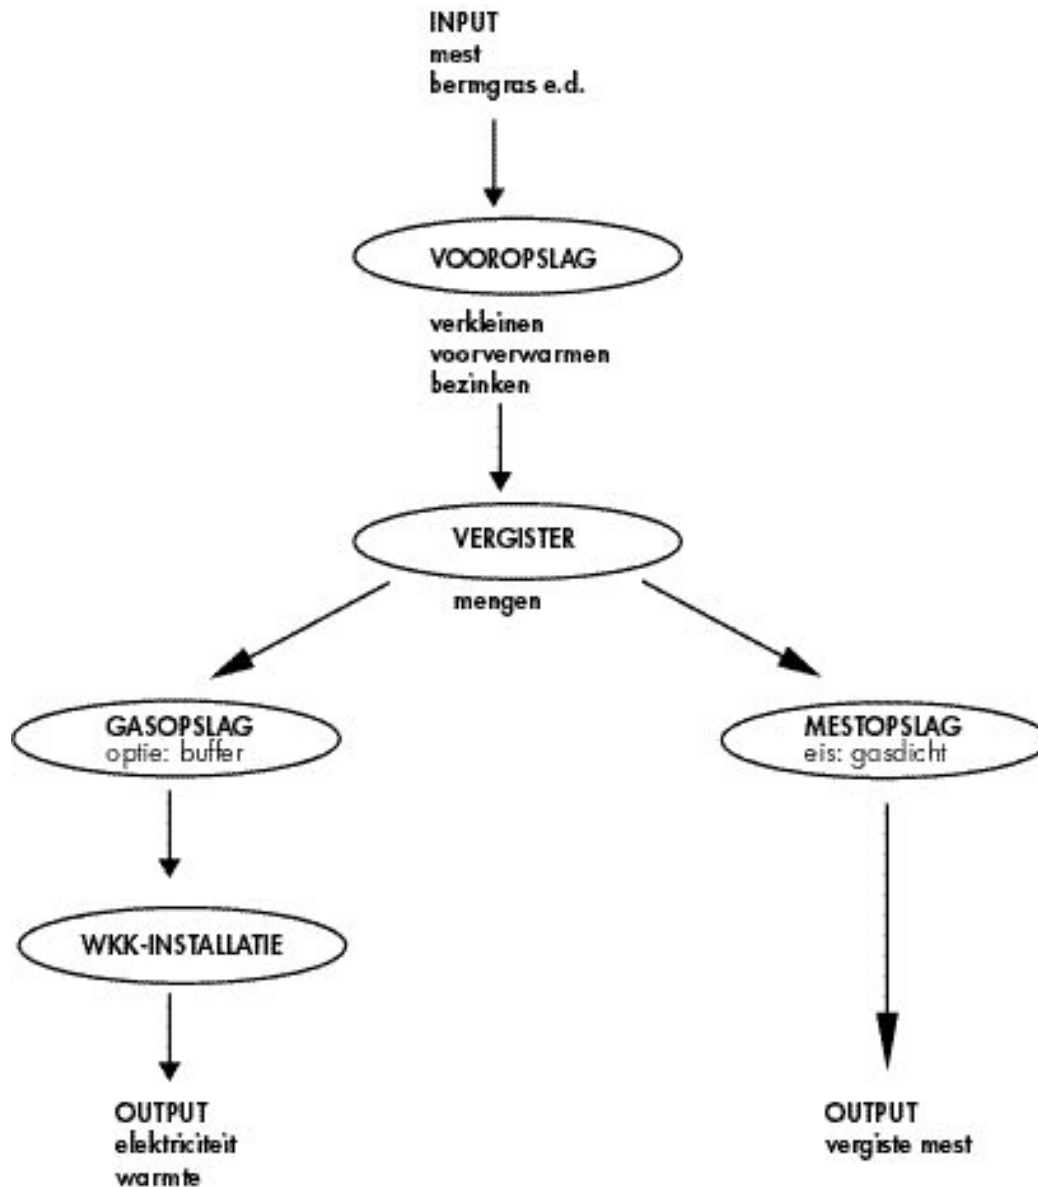 INPUT
mest
bermgras e.d.
VOOROPSLAG
verkleinen
voorverwarmen
bezinken
VERGISTER
mengen
GASOPSLAG
optie: buffer
MESTOPSLAG
eis: gasdicht
WKK-INSTALLATIE
OUTPUT
elektriciteit
warmte
OUTPUT
vergiste mest